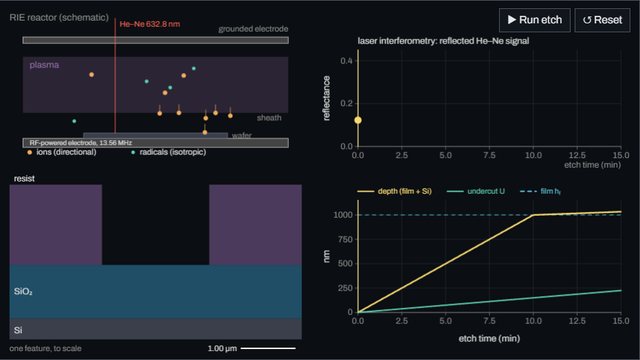 RIE reactor (schematic)
He–Ne 632.8 nm
grounded electrode
plasma
sheath
wafer
RF-powered electrode, 13.56 MHz
ions (directional)
radicals (isotropic)
▶ Run etch
↺ Reset
laser interferometry: reflected He–Ne signal
reflectance
0.4
0.2
0.0
0.0 2.5 5.0 7.5 10.0 12.5 15.0
etch time (min)
resist
SiO₂
Si
one feature, to scale
1.00 µm
depth (film + Si)
undercut U
film hf
nm
1000
750
500
250
0
0.0 2.5 5.0 7.5 10.0 12.5 15.0
etch time (min)